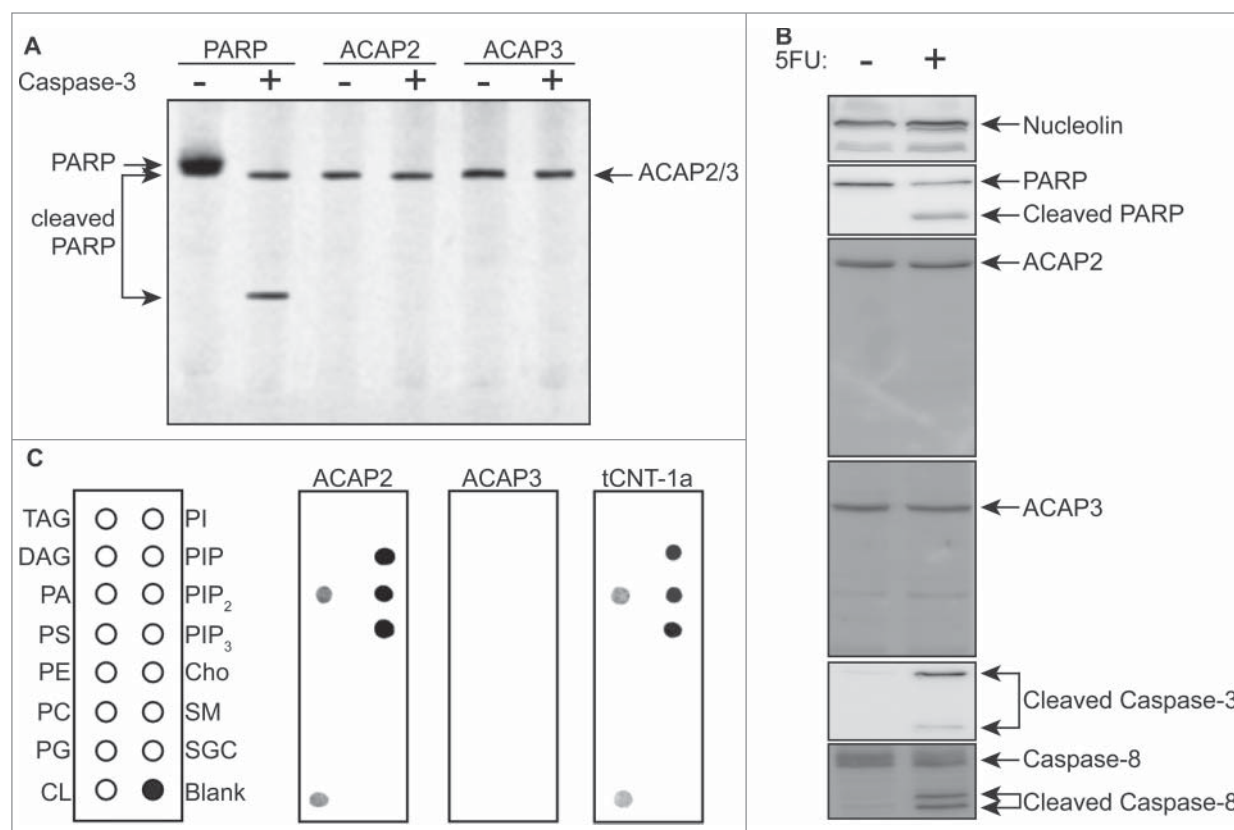 A
PARP ACAP2 ACAP3
Caspase-3 - + - + - +
PARP
ACAP2/3
cleaved
PARP
B
5FU: - +
Nucleolin
PARP
Cleaved PARP
ACAP2
ACAP3
Cleaved Caspase-3
Caspase-8
Cleaved Caspase-8
C
ACAP2 ACAP3 tCNT-1a
TAG PI
DAG PIP
PA PIP2
PS PIP3
PE Cho
PC SM
PG SGC
CL Blank